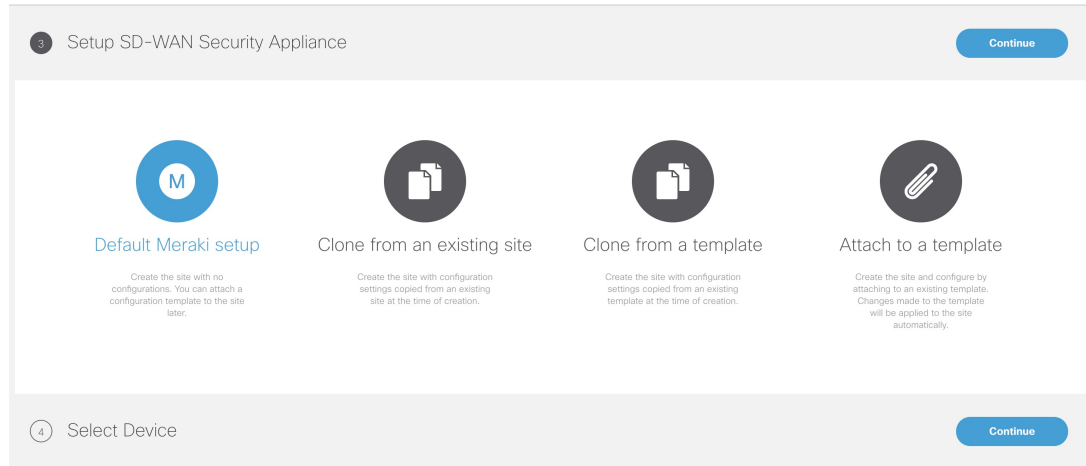 3
Setup SD-WAN Security Appliance
Continue
M
Default Meraki setup
Create the site with no
configurations. You can attach a
configuration template to the site
later.
Clone from an existing site
Create the site with configuration
settings copied from an existing
site at the time of creation.
Clone from a template
Create the site with configuration
settings copied from an existing
template at the time of creation.
Attach to a template
Create the site and configure by
attaching to an existing template.
Changes made to the template
will be applied to the site
automatically.
4
Select Device
Continue